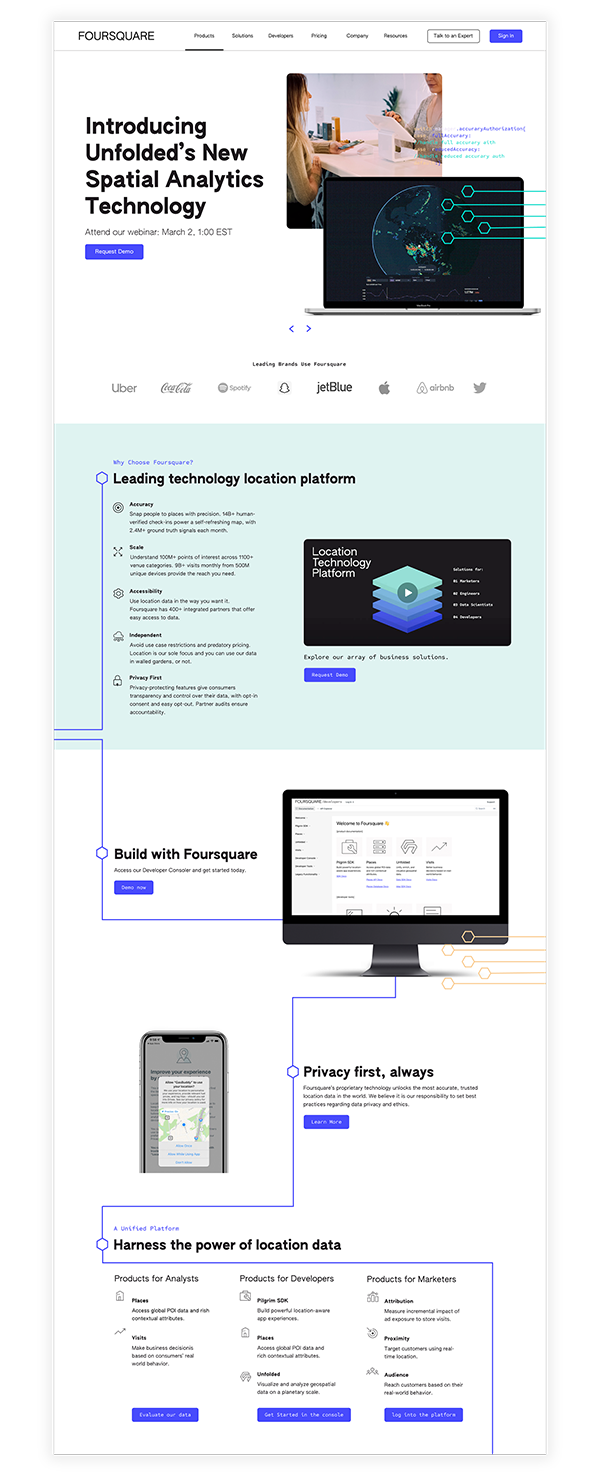 FOURSQUARE
Products Solutions Developers Pricing Company Resources Talk to an Expert Sign In
Introducing
Unfolded's New
Spatial Analytics
Technology
Attend our webinar: March 2, 1:00 EST
Request Demo
.accuraryAuthorization{
Leading Brands Use Foursquare
Uber Coca-Cola Spotify jetBlue airbnb
Why Choose Foursquare?
Leading technology location platform
Accuracy
Snap people to places with precision. 14B+ human-
verified check-ins power a self-refreshing map, with
2.4M+ ground truth signals each month.
Scale
Understand 100M+ points of interest across 1100+
venue categories. 9B+ visits monthly from 500M
unique devices provide the reach you need.
Accessibility
Use location data in the way you want it.
Foursquare has 400+ integrated partners that offer
easy access to data.
Independent
Avoid use case restrictions and predatory pricing.
Location is our sole focus and you can use our data
in walled gardens, or not.
Privacy First
Privacy-protecting features give consumers
transparency and control over their data, with opt-in
consent and easy opt-out. Partner audits ensure
accountability.
Location
Technology
Platform
Solutions for:
01 Marketers
02 Engineers
03 Data Scientists
04 Developers
Explore our array of business solutions.
Request Demo
Build with Foursquare
Access our Developer Consoler and get started today.
Demo now
FOURSQUARE Developers
Welcome to Foursquare
Pilgrim SDK Places Unfolded Visits
Privacy first, always
Foursquare's proprietary technology unlocks the most accurate, trusted
location data in the world. We believe it is our responsibility to set best
practices regarding data privacy and ethics.
Learn More
Improve your experience
Allow "GeoBuddy" to use
your location?
Allow Once
Allow While Using App
Don't Allow
A Unified Platform
Harness the power of location data
Products for Analysts
Places
Access global POI data and rich
contextual attributes.
Visits
Make business decisionis
based on consumers' real
world behavior.
Evaluate our data
Products for Developers
Pilgrim SDK
Build powerful location-aware
app experiences.
Places
Access global POI data and
rich contextual attributes.
Unfolded
Visualize and analyze geospatial
data on a planetary scale.
Get Started in the console
Products for Marketers
Attribution
Measure incremental impact of
ad exposure to store visits.
Proximity
Target customers using real-
time location.
Audience
Reach customers based on their
real-world behavior.
log into the platform